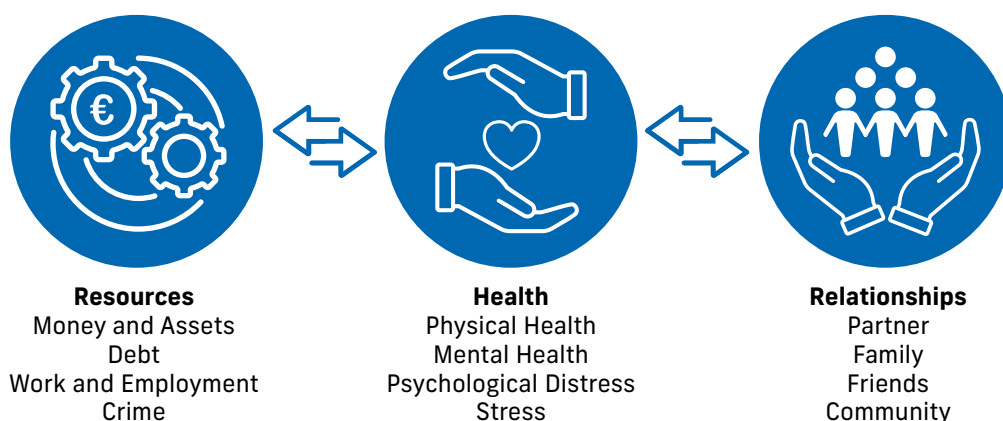 €
Resources
Money and Assets
Debt
Work and Employment
Crime
Health
Physical Health
Mental Health
Psychological Distress
Stress
Relationships
Partner
Family
Friends
Community